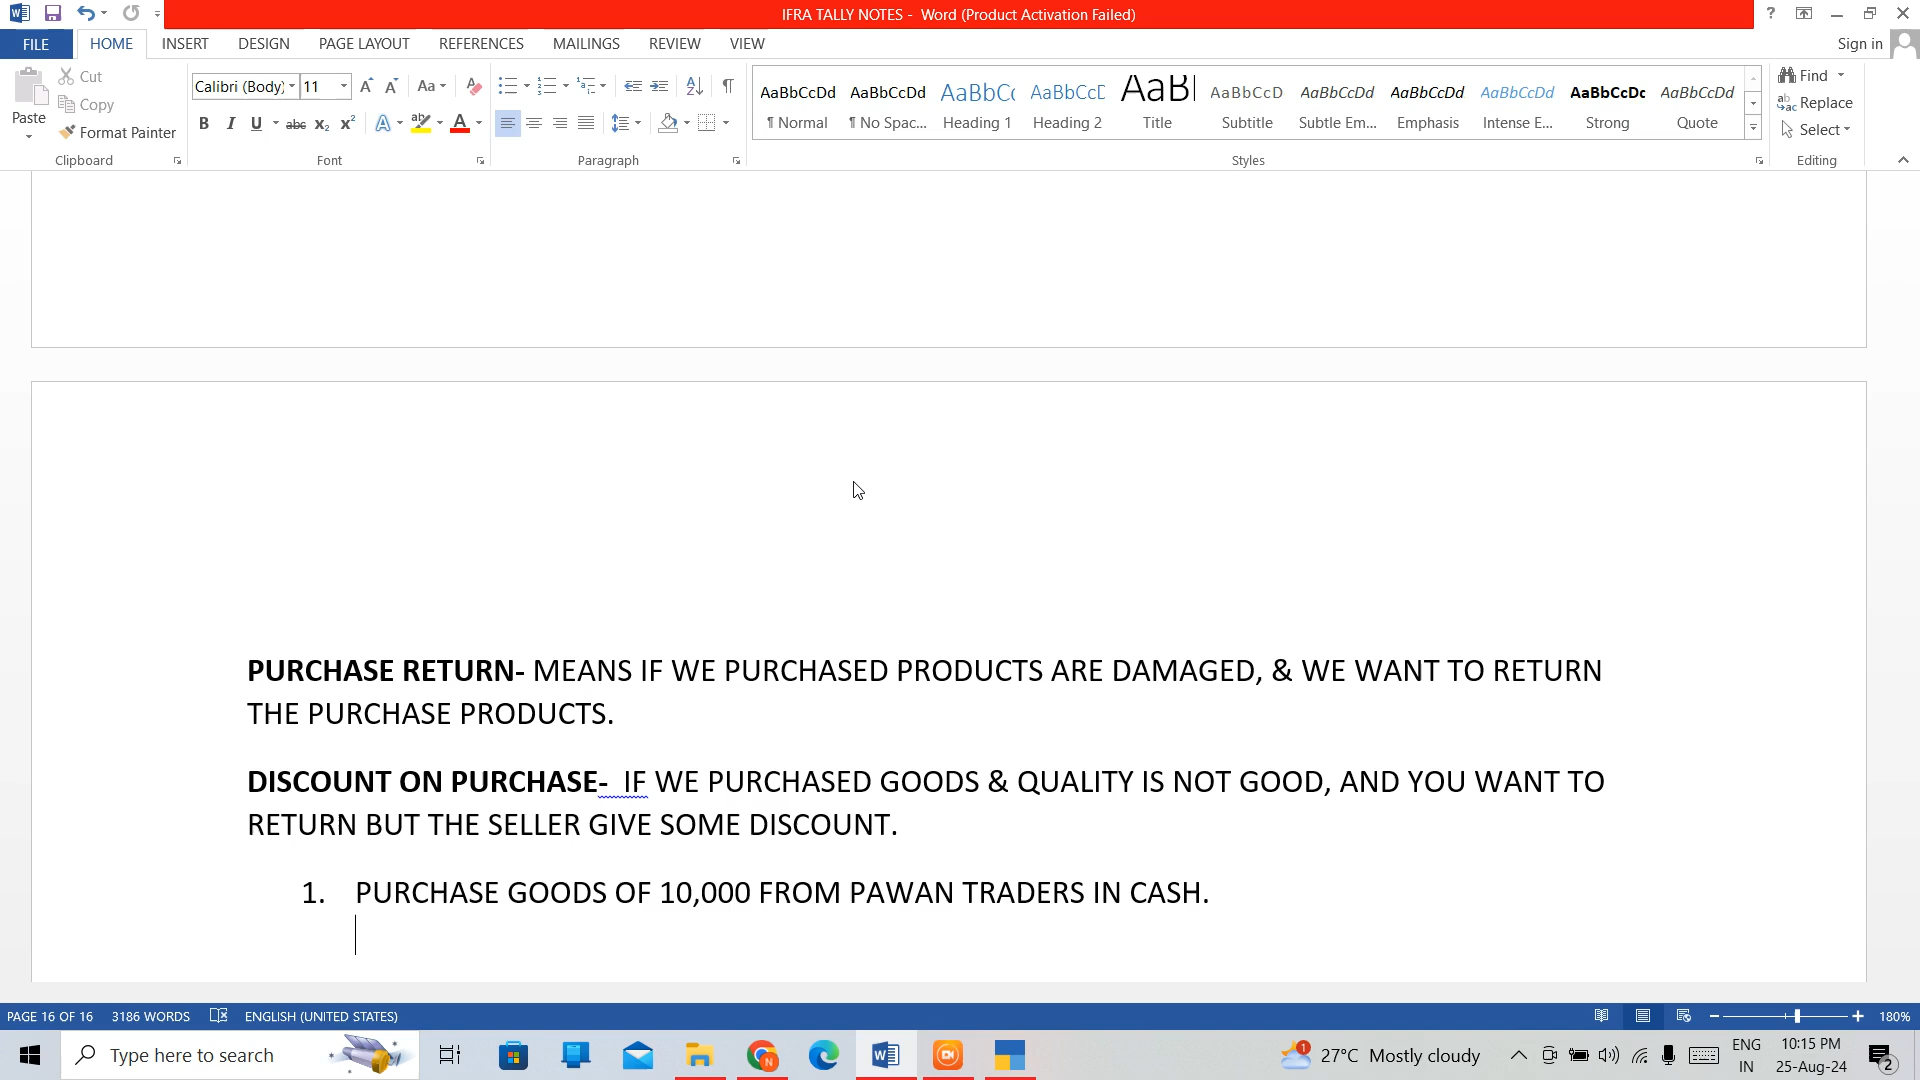 IFRA TALLY NOTES - Word (Product Activation Failed)
FILE HOME INSERT DESIGN PAGE LAYOUT REFERENCES MAILINGS REVIEW VIEW Sign in
Paste Cut Copy Format Painter Clipboard
Calibri (Body) 11 Aa Font
Paragraph
AaBbCcDd AaBbCcDd AaBbC AaBbCcD AaB AaBbCcD AaBbCcDd AaBbCcDd AaBbCcDd AaBbCcDc AaBbCcDd
¶ Normal ¶ No Spac... Heading 1 Heading 2 Title Subtitle Subtle Em... Emphasis Intense E... Strong Quote
Styles
Find Replace Select Editing
PURCHASE RETURN- MEANS IF WE PURCHASED PRODUCTS ARE DAMAGED, & WE WANT TO RETURN
THE PURCHASE PRODUCTS.
DISCOUNT ON PURCHASE- IF WE PURCHASED GOODS & QUALITY IS NOT GOOD, AND YOU WANT TO
RETURN BUT THE SELLER GIVE SOME DISCOUNT.
1. PURCHASE GOODS OF 10,000 FROM PAWAN TRADERS IN CASH.
PAGE 16 OF 16 3186 WORDS ENGLISH (UNITED STATES) 180%
Type here to search 27°C Mostly cloudy ENG IN 10:15 PM 25-Aug-24 2